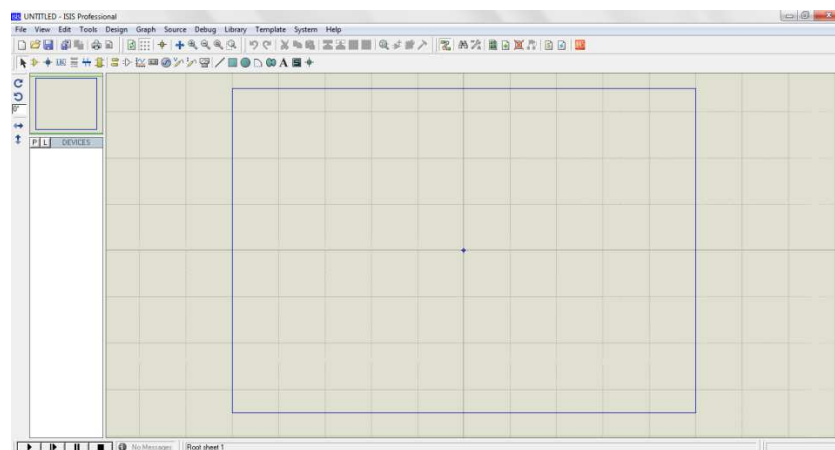 UNTITLED - ISIS Professional
File View Edit Tools Design Graph Source Debug Library Template System Help
P L DEVICES
No Messages Root sheet 1